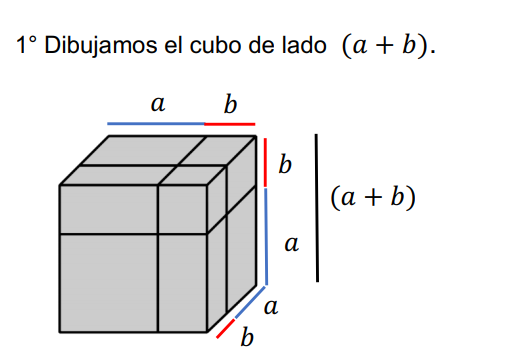 1° Dibujamos el cubo de lado (a + b).
a b
b
(a + b)
a
a
b